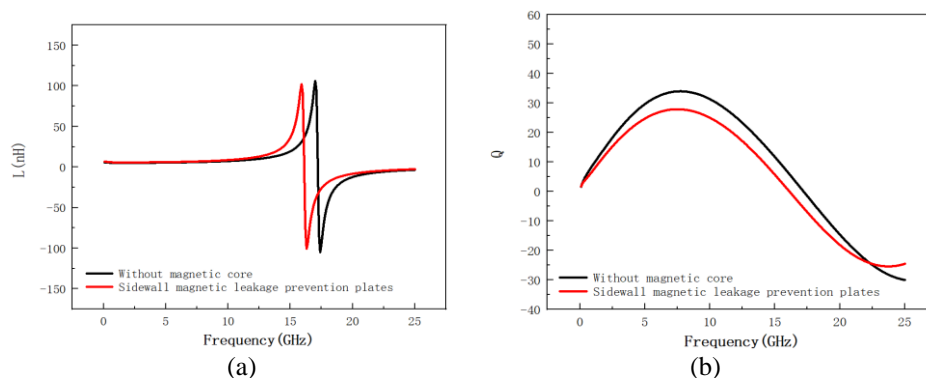 (a)
L(nH)
150
100
50
0
-50
-100
-150
0
5
10
15
20
25
Frequency(GHz)
Without magnetic core
Sidewall magnetic leakage prevention plates
(b)
Q
60
50
40
30
20
10
0
-10
-20
-30
-40
0
5
10
15
20
25
Frequency(GHz)
Without magnetic core
Sidewall magnetic leakage prevention plates
(a)
(b)